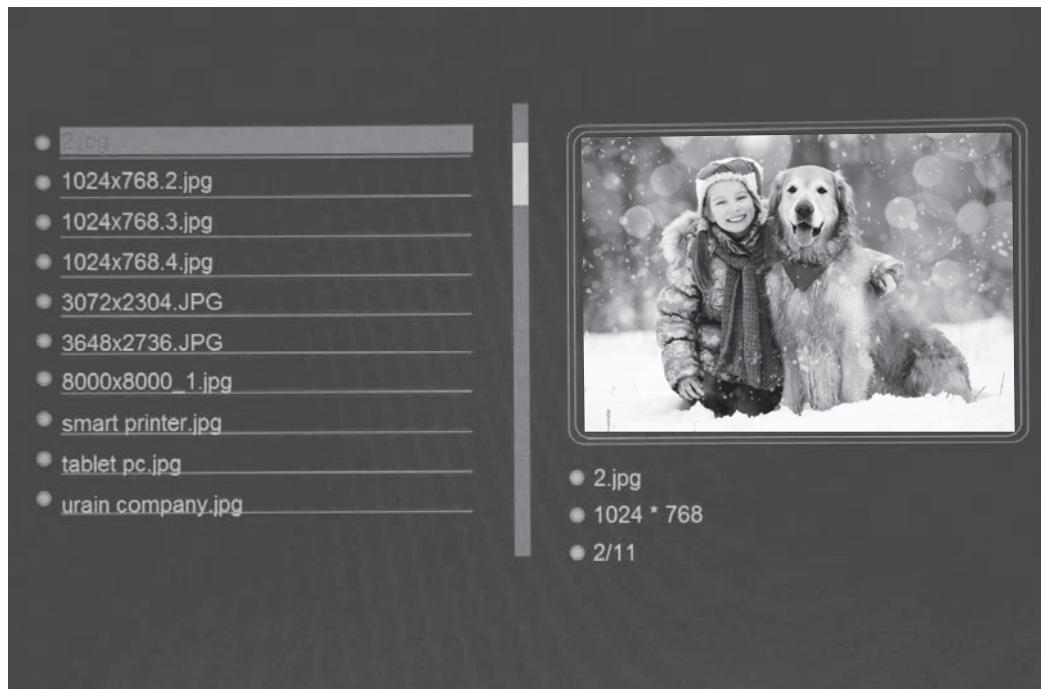 2.jpg
1024x768.2.jpg
1024x768.3.jpg
1024x768.4.jpg
3072x2304.JPG
3648x2736.JPG
8000x8000_1.jpg
smart printer.jpg
tablet pc.jpg
urain company.jpg
2.jpg
1024 * 768
2/11